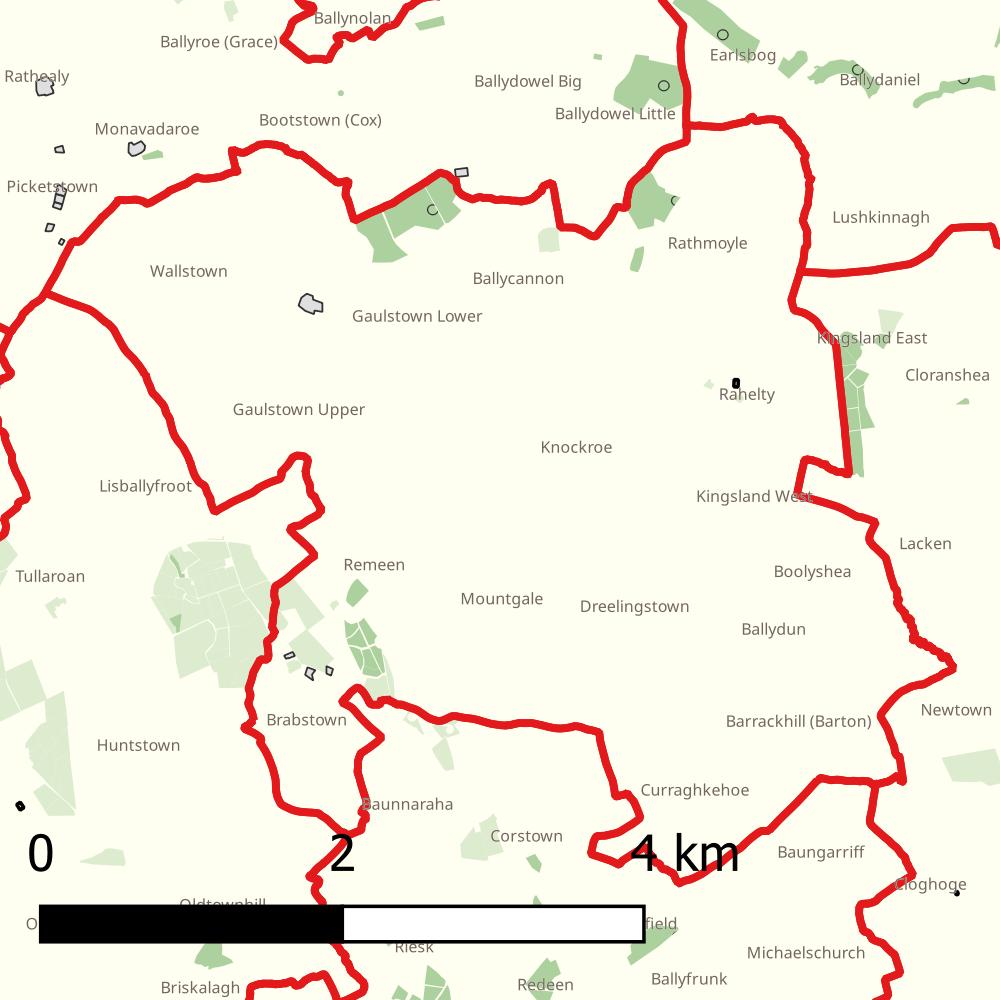 Ballynolan
Ballyroe (Grace)
Earlsbog
Rathealy
Ballydowel Big
Ballydaniel
Ballydowel Little
Bootstown (Cox)
Monavadaroe
Picketstown
Lushkinnagh
Rathmoyle
Wallstown
Ballycannon
Gaulstown Lower
Kingsland East
Cloranshea
Rahelty
Gaulstown Upper
Knockroe
Lisballyfroot
Kingsland West
Lacken
Remeen
Boolyshea
Tullaroan
Mountgale
Dreelingstown
Ballydun
Newtown
Brabstown
Barrackhill (Barton)
Huntstown
Curraghkehoe
Baunnaraha
Corstown
0 2 4 km
Baungarriff
Cloghoge
Oldtownhill
field
Riesk
Michaelschurch
Ballyfrunk
Redeen
Briskalagh